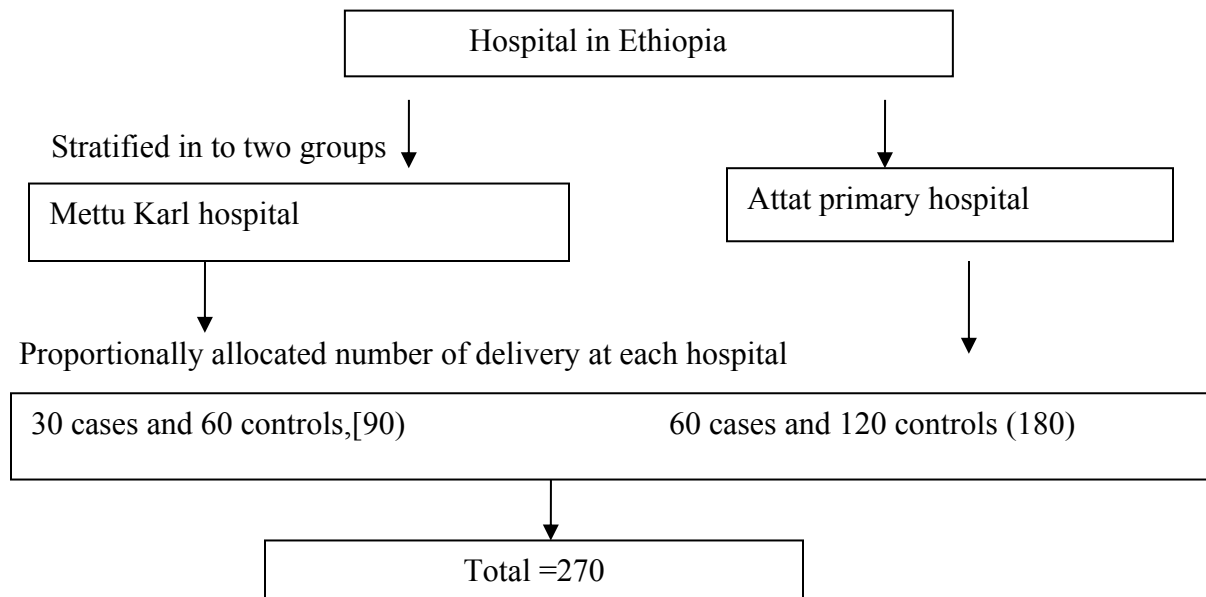 Hospital in Ethiopia
Stratified in to two groups
Mettu Karl hospital
Attat primary hospital
Proportionally allocated number of delivery at each hospital
30 cases and 60 controls,[90)
60 cases and 120 controls (180)
Total =270